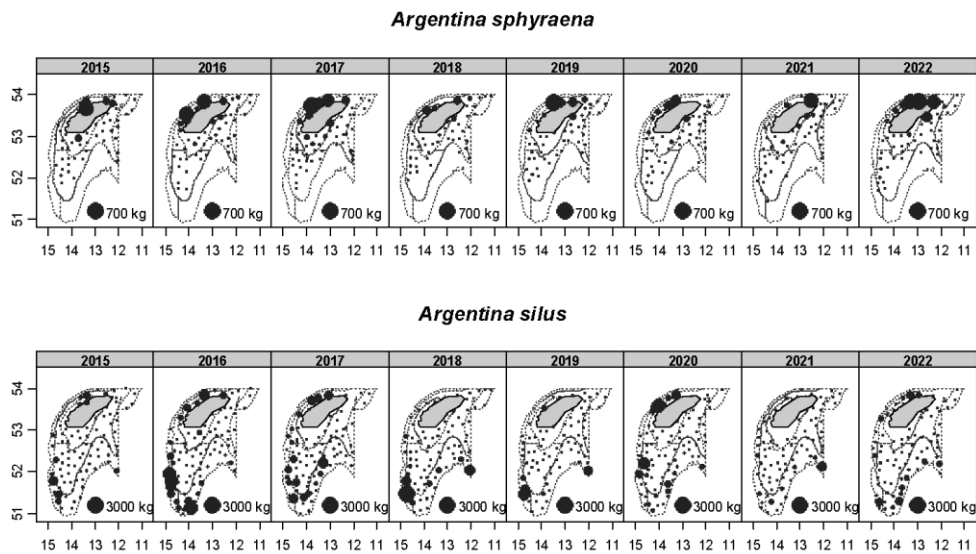 Argentina sphyraena
2015 2016 2017 2018 2019 2020 2021 2022
54
53
52
51
700 kg 700 kg 700 kg 700 kg 700 kg 700 kg 700 kg 700 kg
15 14 13 12 11 15 14 13 12 11 15 14 13 12 11 15 14 13 12 11 15 14 13 12 11 15 14 13 12 11 15 14 13 12 11 15 14 13 12 11
Argentina silus
2015 2016 2017 2018 2019 2020 2021 2022
54
53
52
51
3000 kg 3000 kg 3000 kg 3000 kg 3000 kg 3000 kg 3000 kg 3000 kg
15 14 13 12 11 15 14 13 12 11 15 14 13 12 11 15 14 13 12 11 15 14 13 12 11 15 14 13 12 11 15 14 13 12 11 15 14 13 12 11